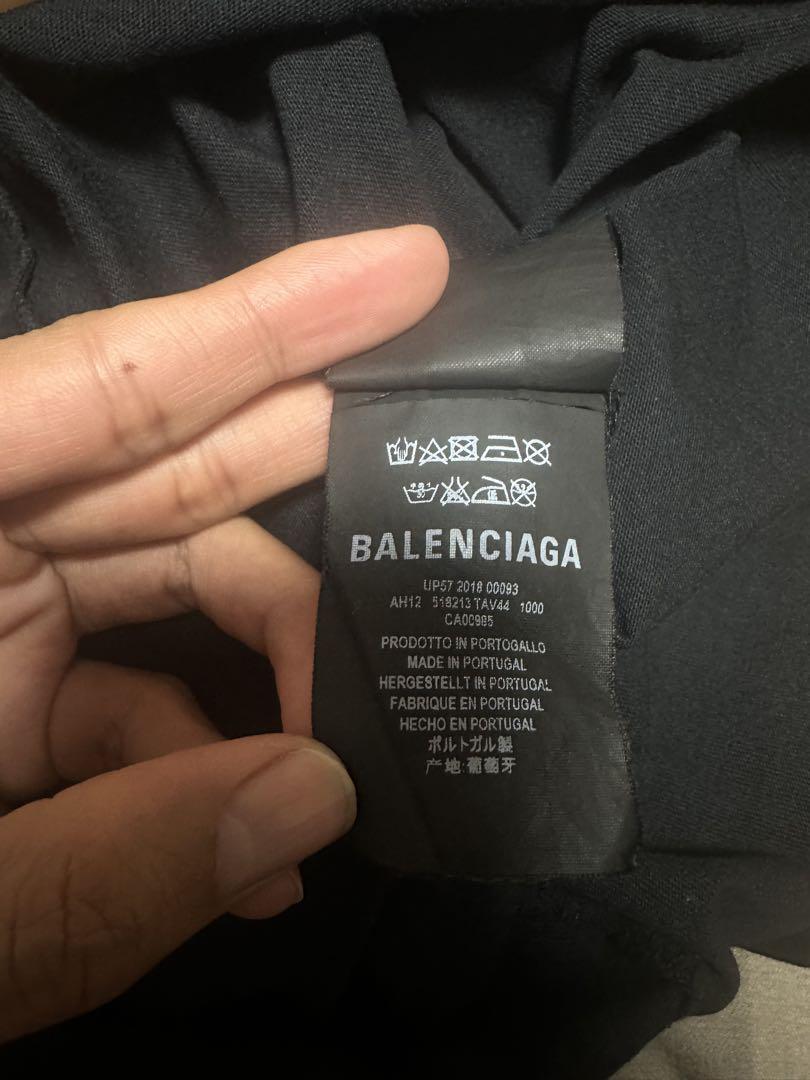 BALENCIAGA
UP57 2018 00093
AH12 518213 TAV44 1000
CA00995
PRODOTTO IN PORTOGALLO
MADE IN PORTUGAL
HERGESTELLT IN PORTUGAL
FABRIQUE EN PORTUGAL
HECHO EN PORTUGAL
ポルトガル製
产地:葡萄牙